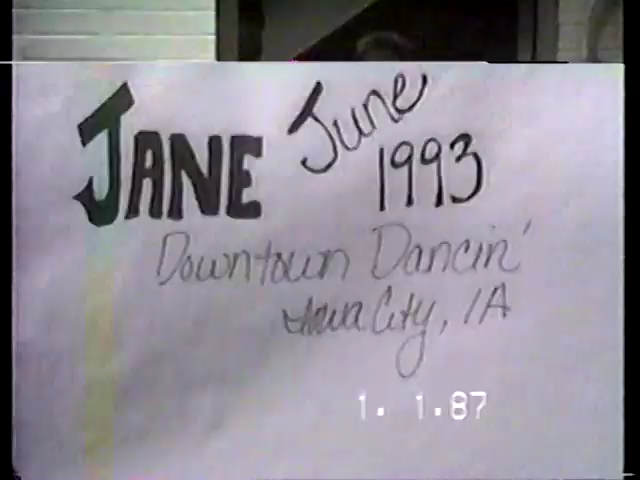 JANE June
1993
Downtown Dancin'
Iowa City, IA
1. 1.87